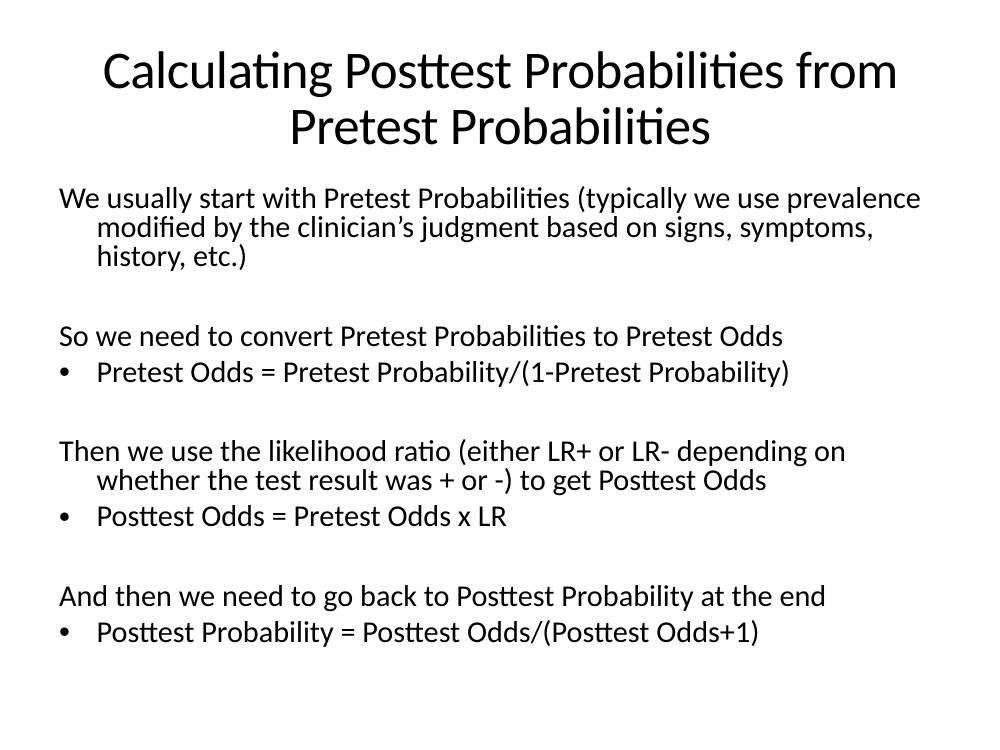 Calculating Posttest Probabilities from
Pretest Probabilities
We usually start with Pretest Probabilities (typically we use prevalence
modified by the clinician’s judgment based on signs, symptoms,
history, etc.)
So we need to convert Pretest Probabilities to Pretest Odds
• Pretest Odds = Pretest Probability/(1-Pretest Probability)
Then we use the likelihood ratio (either LR+ or LR- depending on
whether the test result was + or -) to get Posttest Odds
• Posttest Odds = Pretest Odds x LR
And then we need to go back to Posttest Probability at the end
• Posttest Probability = Posttest Odds/(Posttest Odds+1)